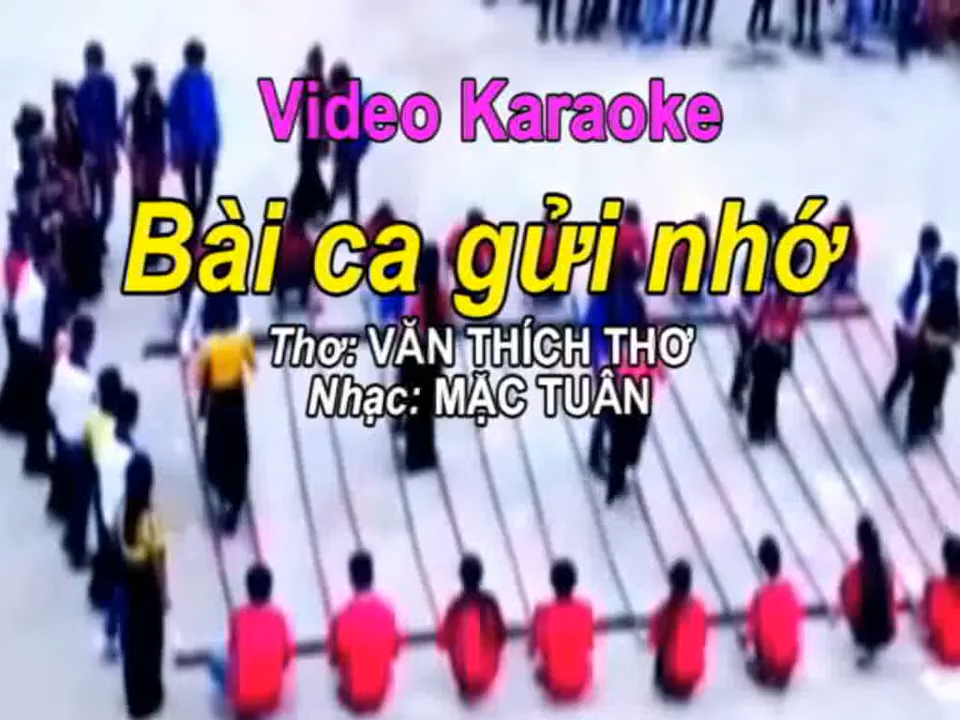 Video Karaoke
Bài ca gửi nhớ
Thơ: VĂN THÍCH THƠ
Nhạc: MẶC TUÂN